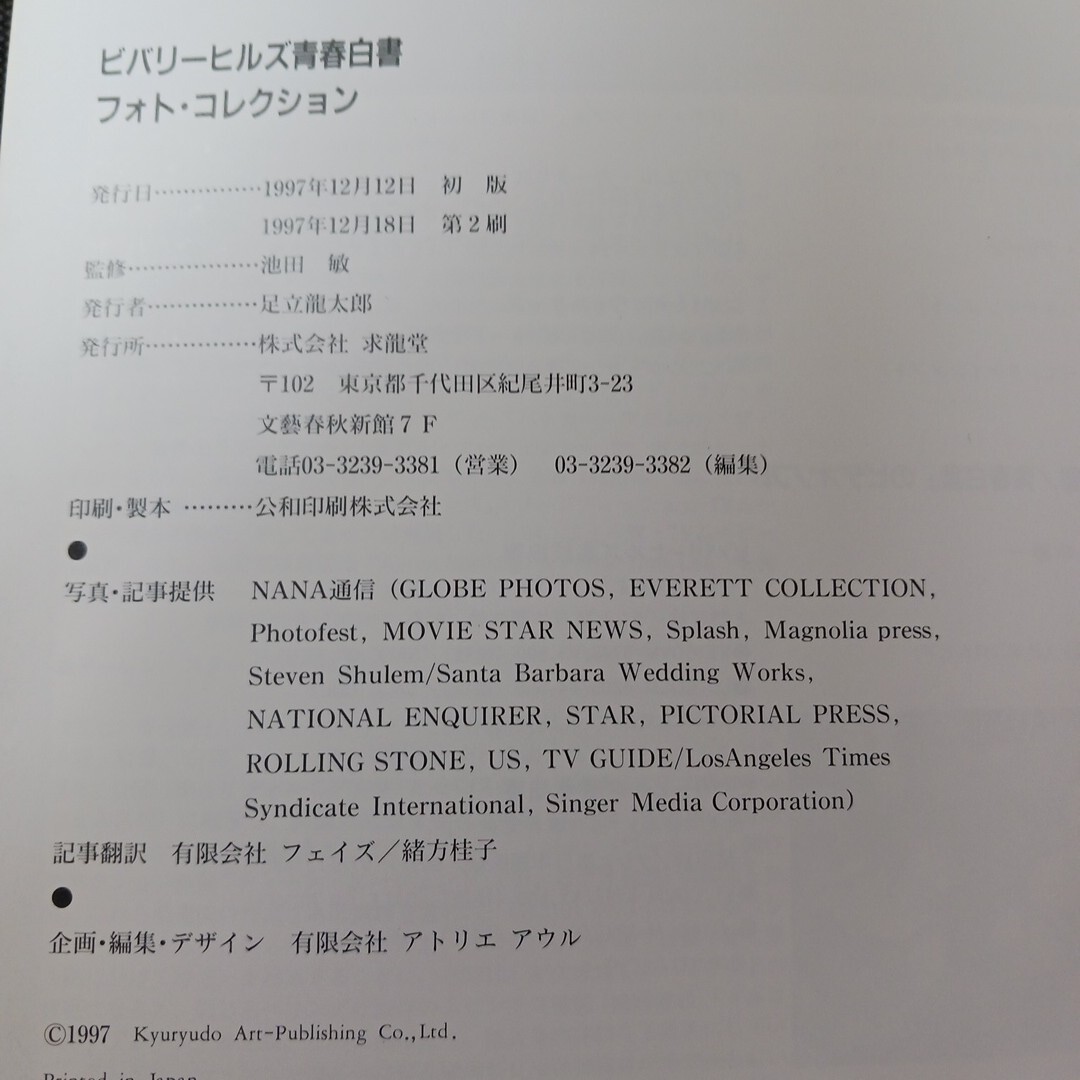 ビバリーヒルズ青春白書
フォト・コレクション
発行日……………1997年12月12日　初　版
1997年12月18日　第2刷
監修………………池田　敏
発行者……………足立龍太郎
発行所……………株式会社 求龍堂
〒102　東京都千代田区紀尾井町3-23
文藝春秋新館7F
電話03-3239-3381（営業）　03-3239-3382（編集）
印刷・製本 ………公和印刷株式会社
●
写真・記事提供　NANA通信（GLOBE PHOTOS, EVERETT COLLECTION,
Photofest, MOVIE STAR NEWS, Splash, Magnolia press,
Steven Shulem/Santa Barbara Wedding Works,
NATIONAL ENQUIRER, STAR, PICTORIAL PRESS,
ROLLING STONE, US, TV GUIDE/LosAngeles Times
Syndicate International, Singer Media Corporation）
記事翻訳　有限会社 フェイズ／緒方桂子
●
企画・編集・デザイン　有限会社 アトリエ アウル
©1997　Kyuryudo Art-Publishing Co.,Ltd.
Printed in Japan